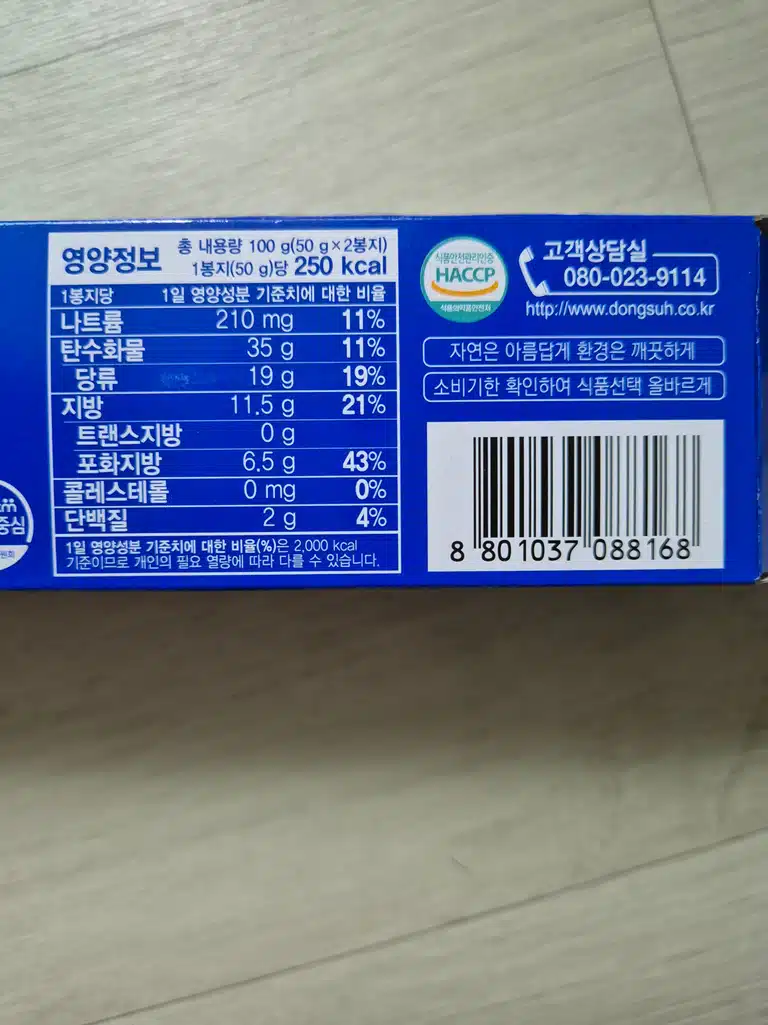 영양정보
총 내용량 100 g(50 g×2봉지)
1봉지(50 g)당 250 kcal
1봉지당 1일 영양성분 기준치에 대한 비율
나트륨 210 mg 11%
탄수화물 35 g 11%
당류 19 g 19%
지방 11.5 g 21%
트랜스지방 0 g
포화지방 6.5 g 43%
콜레스테롤 0 mg 0%
단백질 2 g 4%
1일 영양성분 기준치에 대한 비율(%)은 2,000 kcal
기준이므로 개인의 필요 열량에 따라 다를 수 있습니다.
식품안전관리인증
HACCP
식품의약품안전처
고객상담실
080-023-9114
http://www.dongsuh.co.kr
자연은 아름답게 환경은 깨끗하게
소비기한 확인하여 식품선택 올바르게
8 801037 088168
중심